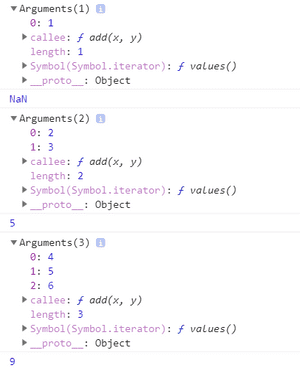 ▼Arguments(1) i
0: 1
▶callee: ƒ add(x, y)
length: 1
▶Symbol(Symbol.iterator): ƒ values()
▶__proto__: Object
NaN
▼Arguments(2) i
0: 2
1: 3
▶callee: ƒ add(x, y)
length: 2
▶Symbol(Symbol.iterator): ƒ values()
▶__proto__: Object
5
▼Arguments(3) i
0: 4
1: 5
2: 6
▶callee: ƒ add(x, y)
length: 3
▶Symbol(Symbol.iterator): ƒ values()
▶__proto__: Object
9